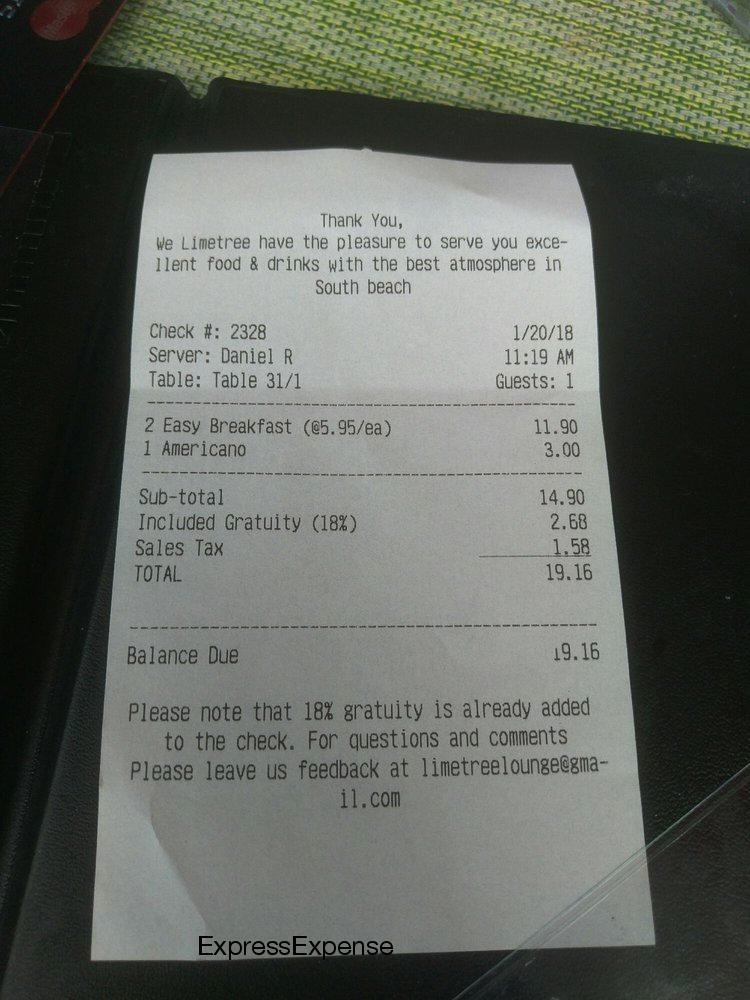 Thank You,
We Limetree have the pleasure to serve you exce-
llent food & drinks with the best atmosphere in
South beach
Check #: 2328 1/20/18
Server: Daniel R 11:19 AM
Table: Table 31/1 Guests: 1
2 Easy Breakfast (@5.95/ea) 11.90
1 Americano 3.00
Sub-total 14.90
Included Gratuity (18%) 2.68
Sales Tax 1.58
TOTAL 19.16
Balance Due 19.16
Please note that 18% gratuity is already added
to the check. For questions and comments
Please leave us feedback at limetreelounge@gma-
il.com
ExpressExpense